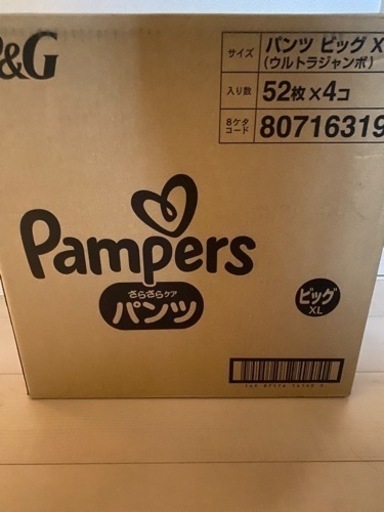 P&G
サイズ パンツ ビッグ X
(ウルトラジャンボ)
入り数 52枚×4コ
8ケタコード 80716319
Pampers
さらさらケア
パンツ
ビッグ
XL